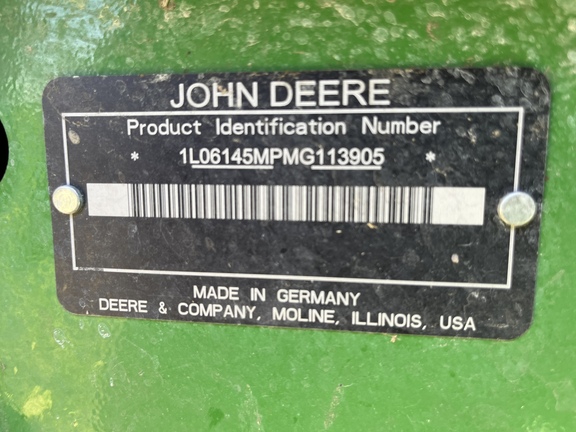 JOHN DEERE
Product Identification Number
* 1L06145MPMG113905 *
MADE IN GERMANY
DEERE & COMPANY, MOLINE, ILLINOIS, USA